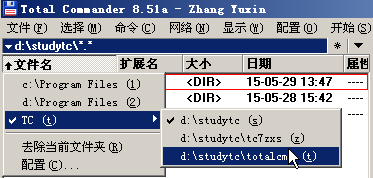 Total Commander 8.51a - Zhang Yuxin
文件(F) 选择(M) 命令(C) 网络(N) 显示(W) 配置(O) 开始(S)
d:\studytc\*.* *
文件名 扩展名 大小 日期 属性
c:\Program Files (1) <DIR> 15-05-29 13:47 ----
d:\Program Files (2) <DIR> 15-05-28 15:42 ----
TC (t) d:\studytc (s)
d:\studytc\tc7zxs (z)
去除当前文件夹(R) d:\studytc\totalcm (t)
配置(C)...